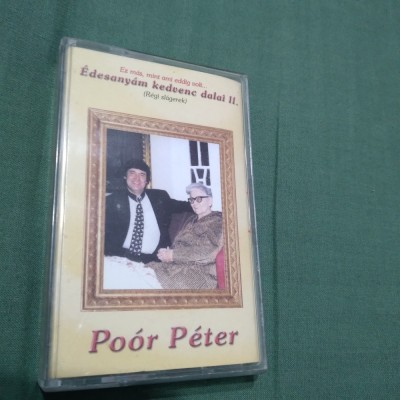 Ez más, mint ami eddig volt...
Édesanyám kedvenc dalai II.
(Régi slágerek)
Poór Péter